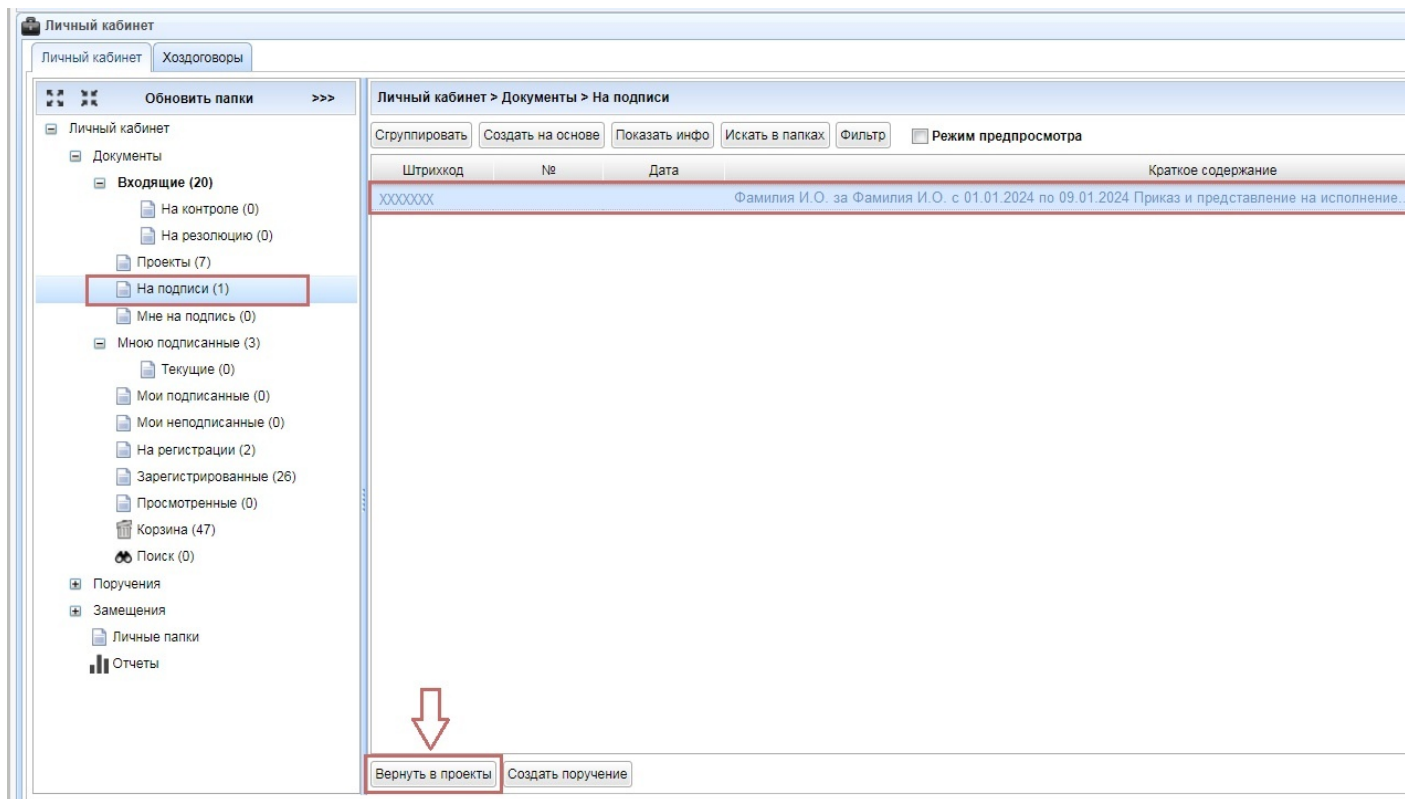 Личный кабинет
Личный кабинет Хоздоговоры
Обновить папки >>>
Личный кабинет
Документы
Входящие (20)
На контроле (0)
На резолюцию (0)
Проекты (7)
На подписи (1)
Мне на подпись (0)
Мною подписанные (3)
Текущие (0)
Мои подписанные (0)
Мои неподписанные (0)
На регистрации (2)
Зарегистрированные (26)
Просмотренные (0)
Корзина (47)
Поиск (0)
Поручения
Замещения
Личные папки
Отчеты
Личный кабинет > Документы > На подписи
Сгруппировать Создать на основе Показать инфо Искать в папках Фильтр Режим предпросмотра
Штрихкод № Дата Краткое содержание
XXXXXXX Фамилия И.О. за Фамилия И.О. с 01.01.2024 по 09.01.2024 Приказ и представление на исполнение...
Вернуть в проекты Создать поручение